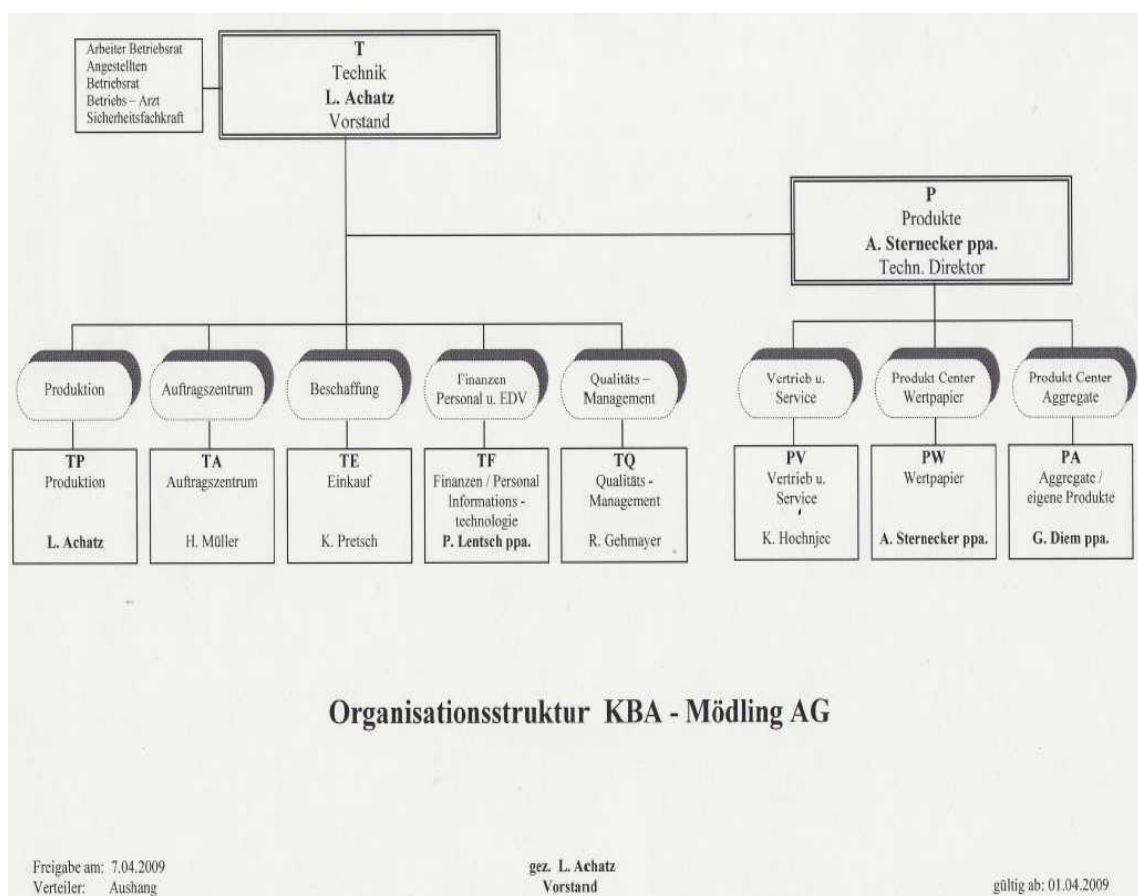 Arbeiter Betriebsrat
Angestellten
Betriebsrat
Betriebs – Arzt
Sicherheitsfachkraft
T
Technik
L. Achatz
Vorstand
P
Produkte
A. Sternecker ppa.
Techn. Direktor
Produktion
Auftragszentrum
Beschaffung
Finanzen
Personal u. EDV
Qualitäts –
Management
Vertrieb u.
Service
Produkt Center
Wertpapier
Produkt Center
Aggregate
TP
Produktion
L. Achatz
TA
Auftragszentrum
H. Müller
TE
Einkauf
K. Pretsch
TF
Finanzen / Personal
Informations -
technologie
P. Lentsch ppa.
TQ
Qualitäts -
Management
R. Gehmayer
PV
Vertrieb u.
Service
K. Hochnjec
PW
Wertpapier
A. Sternecker ppa.
PA
Aggregate /
eigene Produkte
G. Diem ppa.
Organisationsstruktur KBA - Mödling AG
Freigabe am: 7.04.2009
Verteiler: Aushang
gez. L. Achatz
Vorstand
gültig ab: 01.04.2009